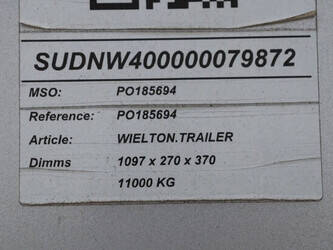 SUDNW400000079872
MSO: PO185694
Reference: PO185694
Article: WIELTON.TRAILER
Dimms 1097 x 270 x 370
11000 KG